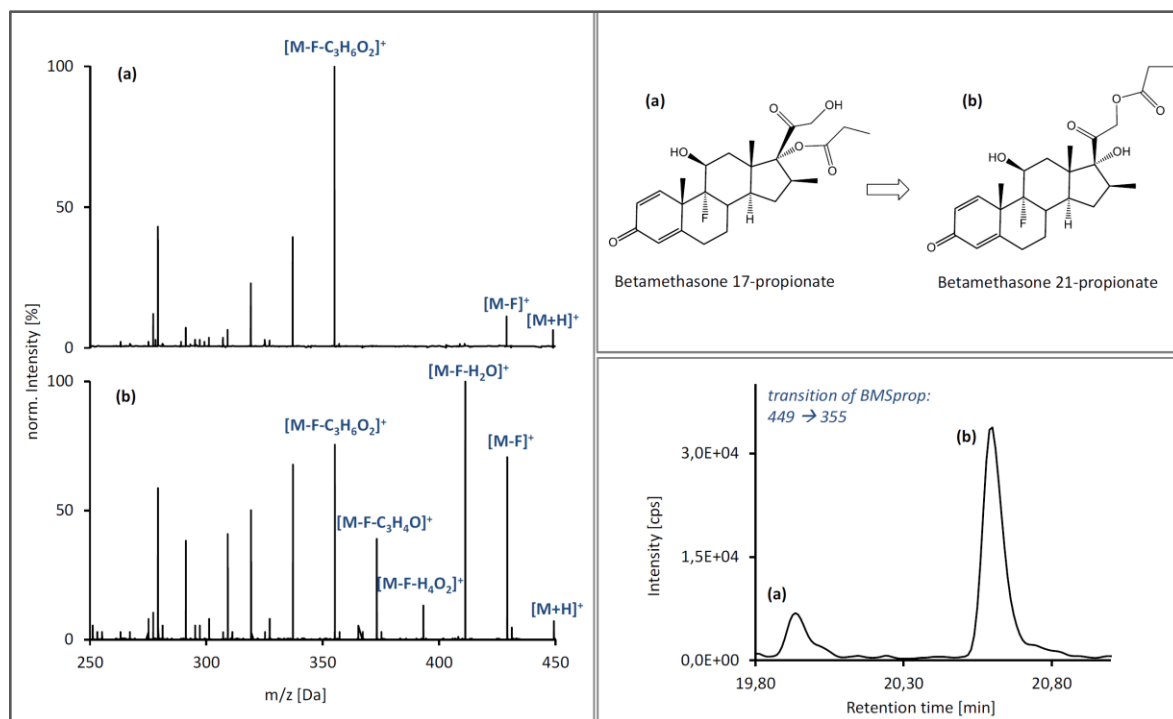 [M-F-C₃H₆O₂]⁺
100
(a)
50
[M-F]⁺
[M+H]⁺
0
norm. Intensity [%]
[M-F-H₂O]⁺
100
(b)
[M-F-C₃H₆O₂]⁺
[M-F]⁺
50
[M-F-C₃H₄O]⁺
[M-F-H₄O₂]⁺
[M+H]⁺
0
250
300
350
400
450
m/z [Da]
(a)
O
OH
O
HO
O
F
H
O
Betamethasone 17-propionate
(b)
O
O
O
HO
OH
F
H
O
Betamethasone 21-propionate
transition of BMSprop:
449 → 355
3,0E+04
(b)
Intensity [cps]
1,5E+04
(a)
0,0E+00
19,80
20,30
20,80
Retention time [min]